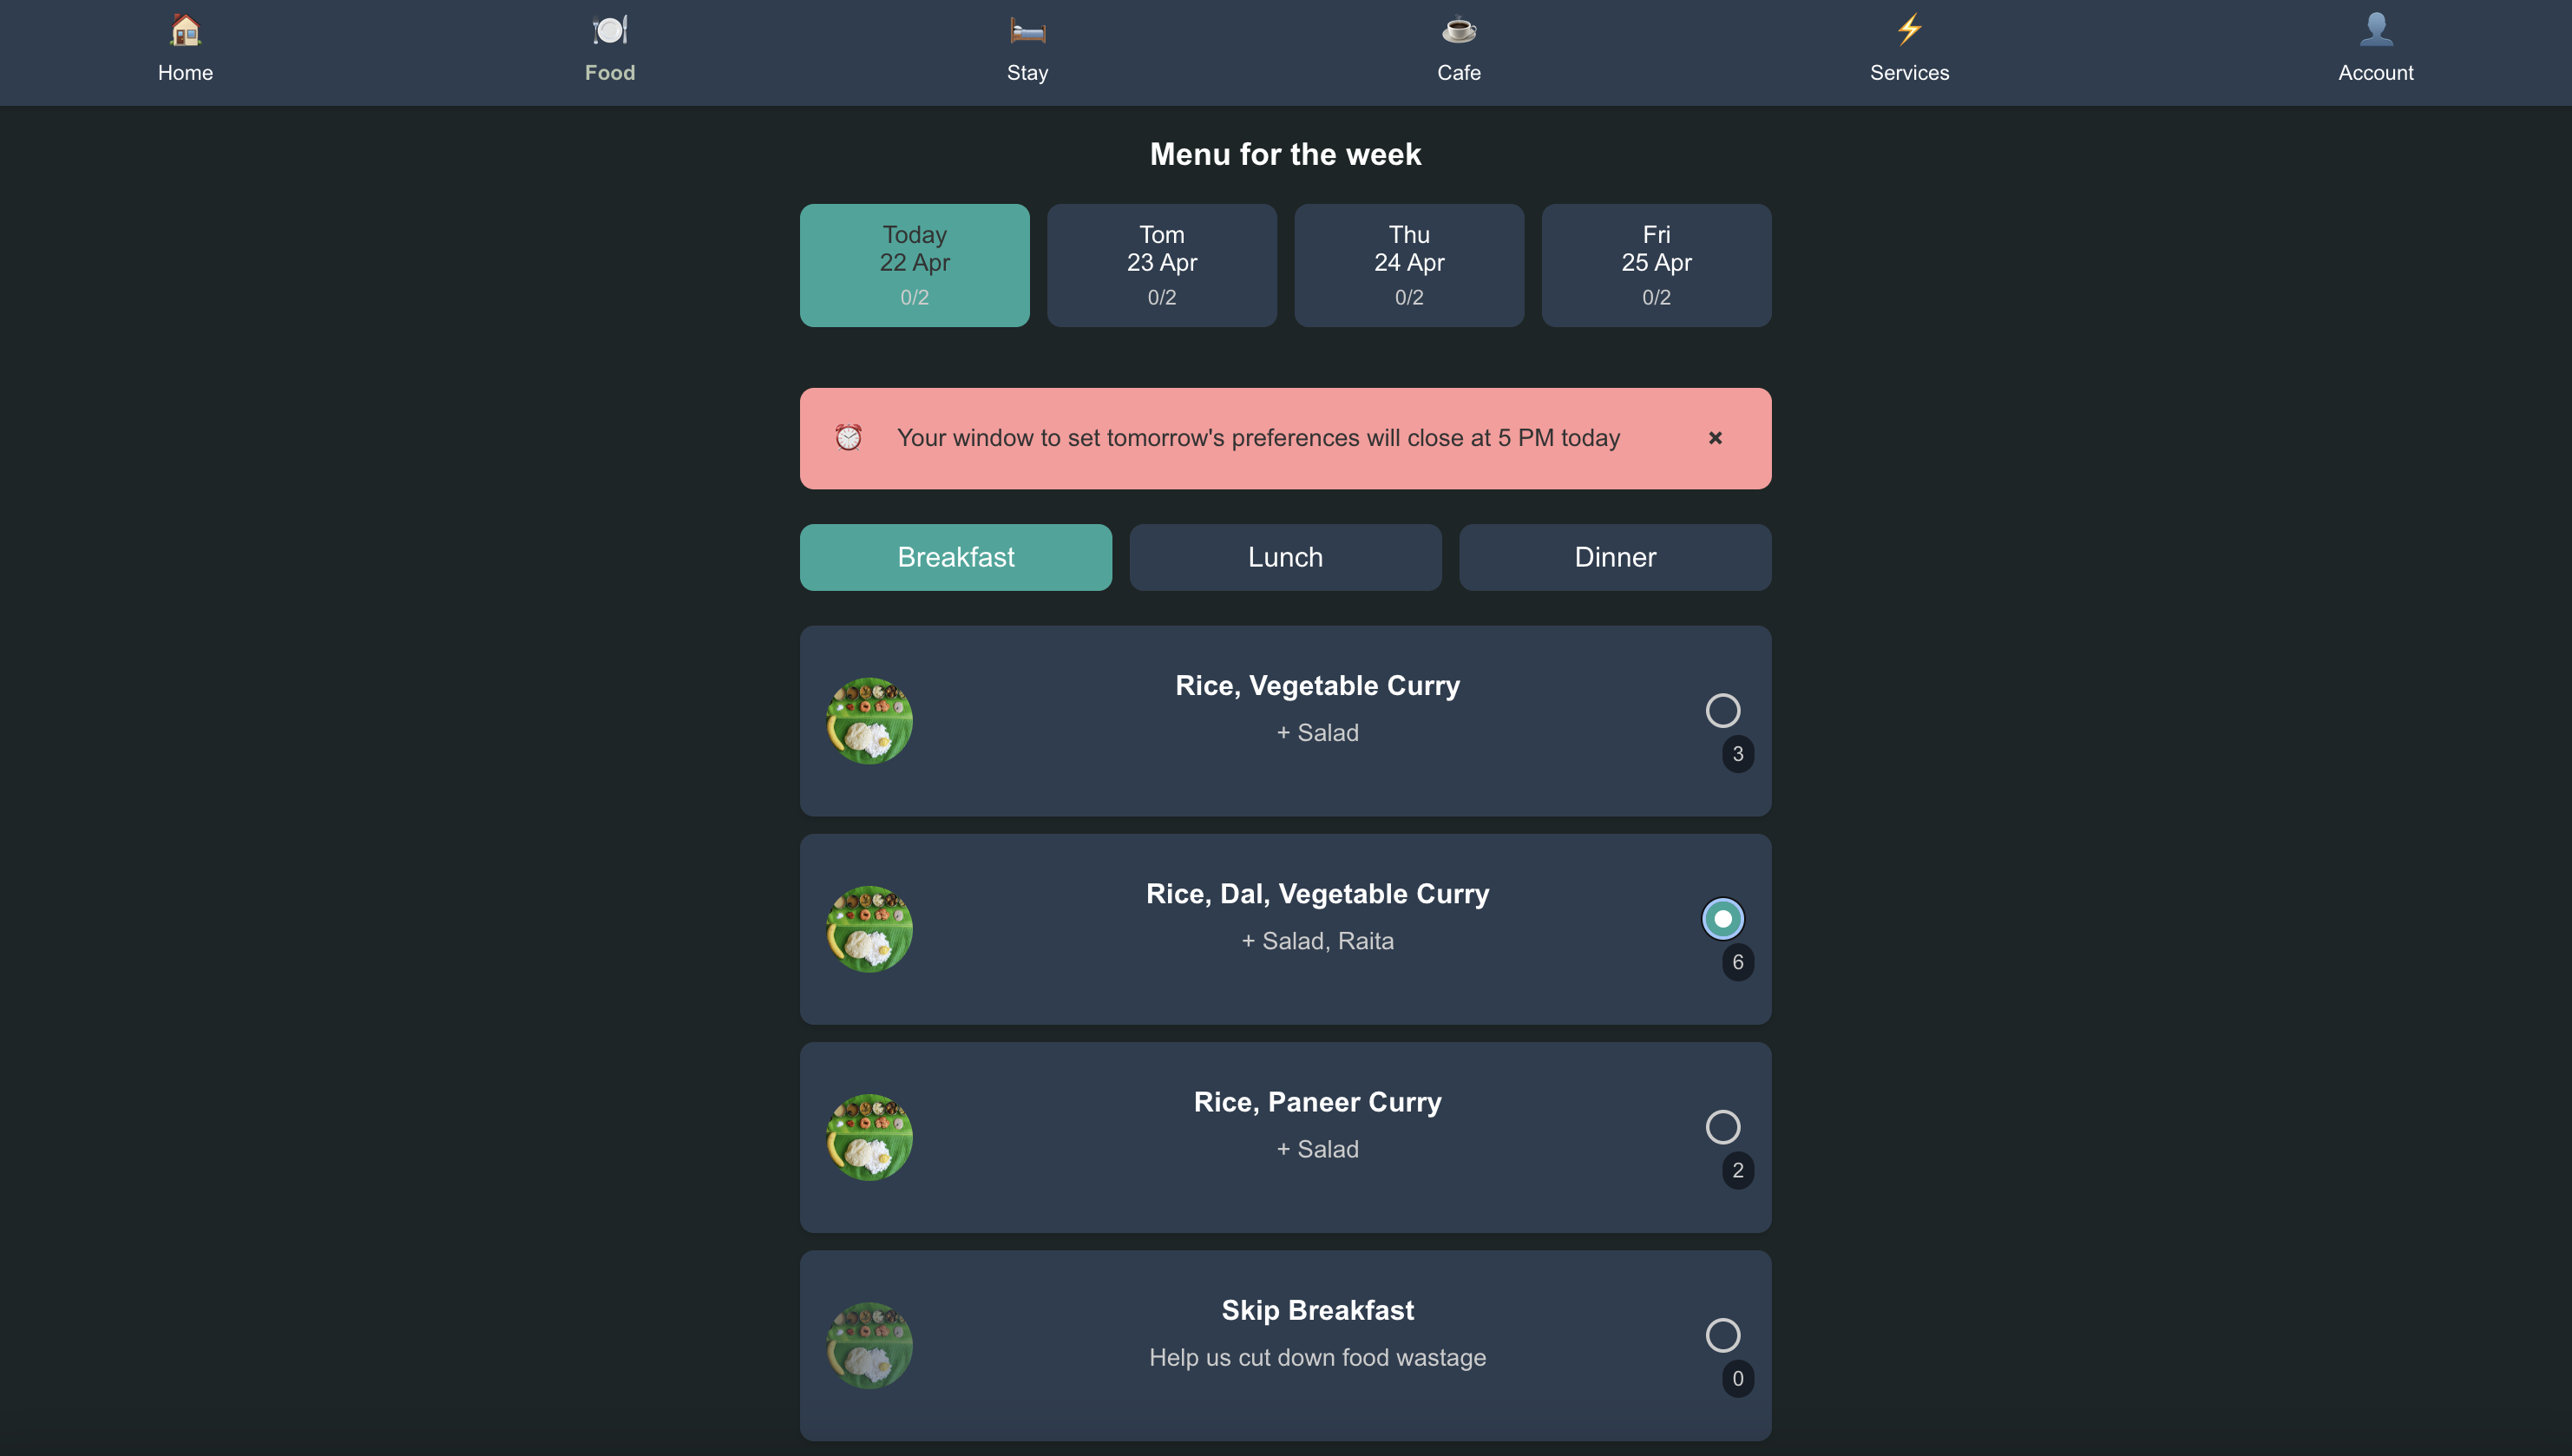 Home
Food
Stay
Cafe
Services
Account
Menu for the week
Today
22 Apr
0/2
Tom
23 Apr
0/2
Thu
24 Apr
0/2
Fri
25 Apr
0/2
Your window to set tomorrow's preferences will close at 5 PM today
×
Breakfast
Lunch
Dinner
Rice, Vegetable Curry
+ Salad
3
Rice, Dal, Vegetable Curry
+ Salad, Raita
6
Rice, Paneer Curry
+ Salad
2
Skip Breakfast
Help us cut down food wastage
0